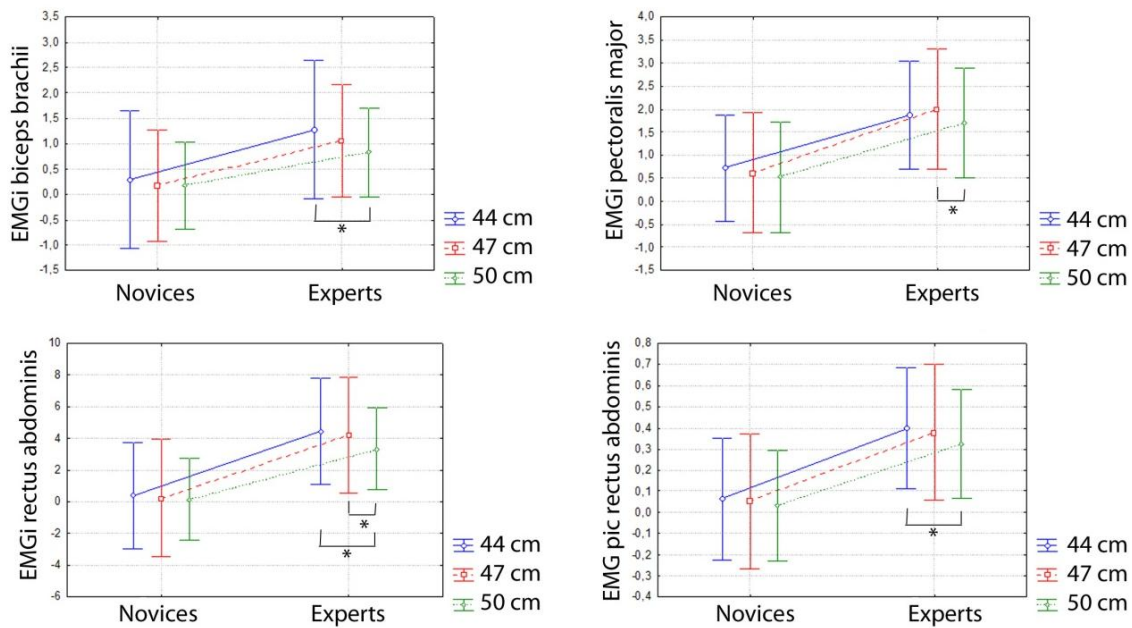 EMGi biceps brachii
3,5
3,0
2,5
2,0
1,5
1,0
0,5
0,0
-0,5
-1,0
-1,5
Novices Experts
*
44 cm
47 cm
50 cm
EMGi pectoralis major
4,0
3,5
3,0
2,5
2,0
1,5
1,0
0,5
0,0
-0,5
-1,0
-1,5
Novices Experts
*
44 cm
47 cm
50 cm
EMGi rectus abdominis
10
8
6
4
2
0
-2
-4
-6
Novices Experts
*
*
44 cm
47 cm
50 cm
EMG pic rectus abdominis
0,8
0,7
0,6
0,5
0,4
0,3
0,2
0,1
0,0
-0,1
-0,2
-0,3
-0,4
Novices Experts
*
44 cm
47 cm
50 cm